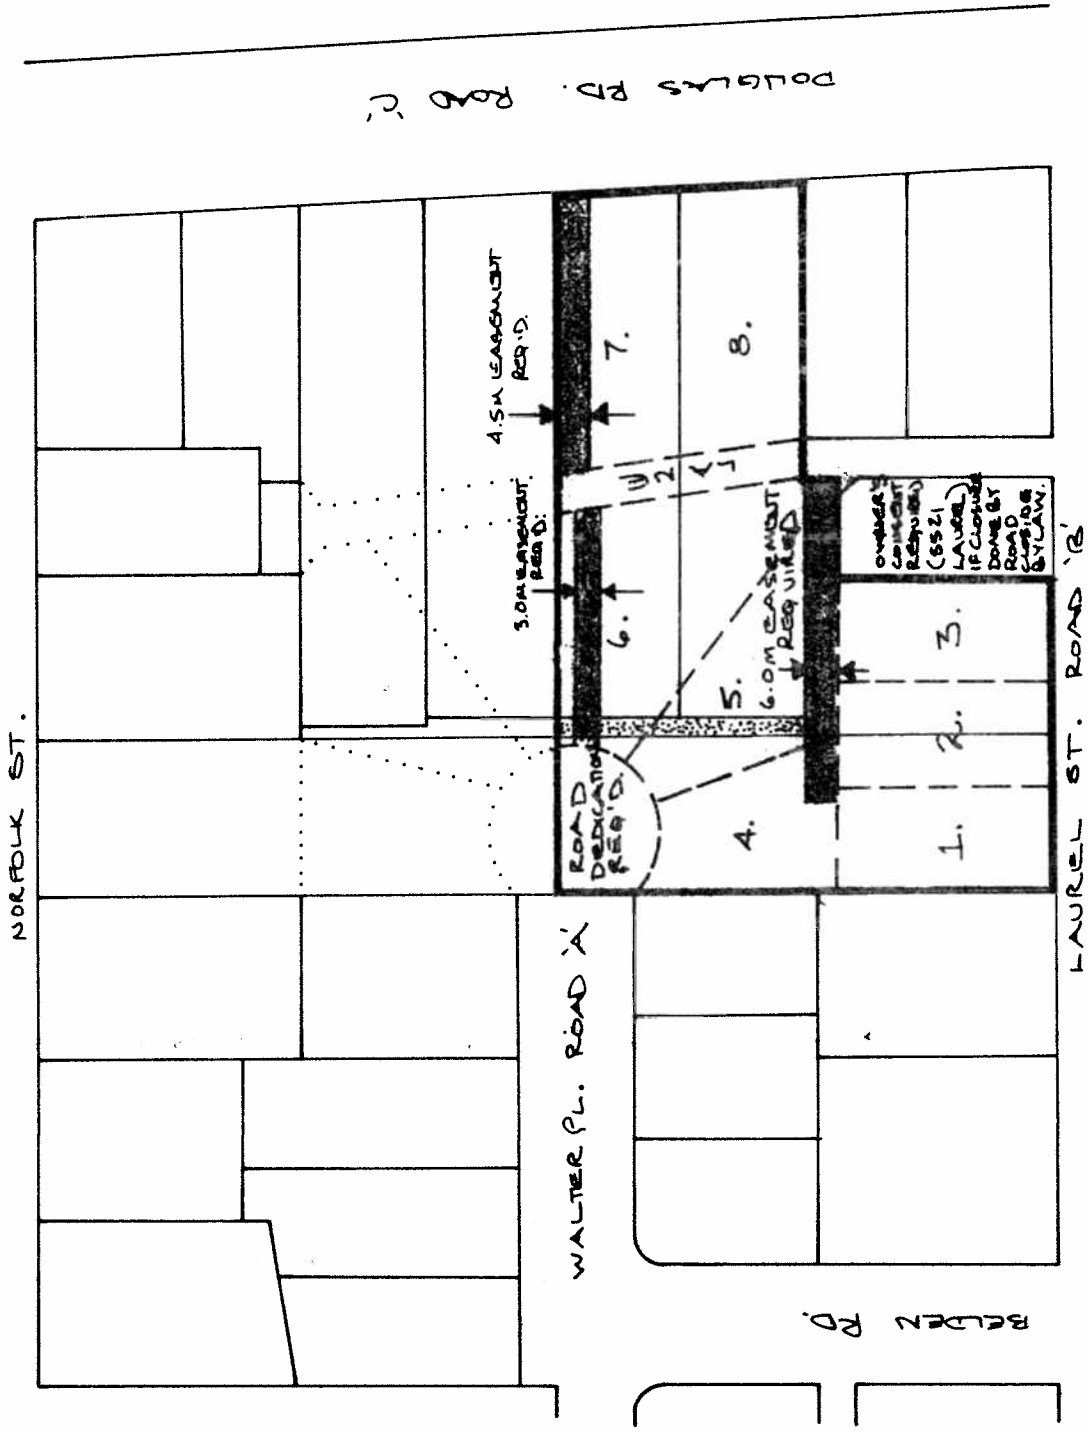 DOUGLAS RD. ROAD 'C'
NORFOLK ST.
4.5M EASEMENT
REQ'D.
3.0M EASEMENT
REQ'D.
7.
8.
LANE
6.
5.
6.0M EASEMENT
REQUIRED
OWNER'S
CONSENT
REQUIRED
(6521
LAUREL)
IF CLOSURE
DONE BY
ROAD
CLOSING
BYLAW.
ROAD
DEDICATION
REQ'D.
4.
3.
2.
1.
WALTER PL. ROAD 'A'
LAUREL ST. ROAD 'B'
BELDEN RD.